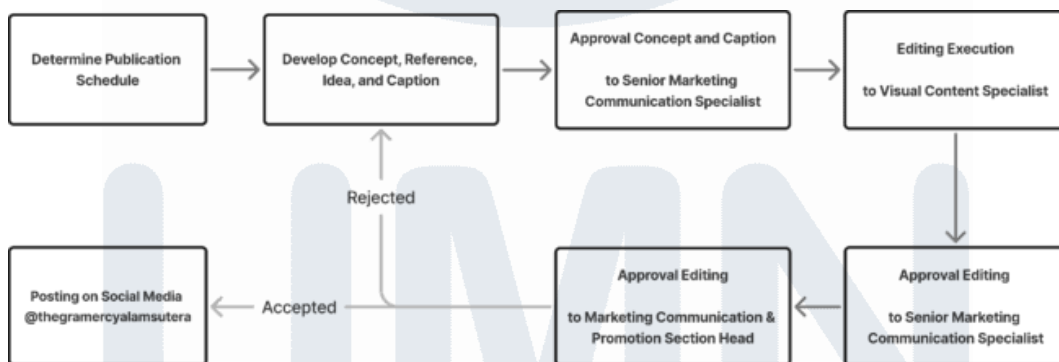 Determine Publication
Schedule
Develop Concept, Reference,
Idea, and Caption
Approval Concept and Caption
to Senior Marketing
Communication Specialist
Editing Execution
to Visual Content Specialist
Rejected
Posting on Social Media
@thegramercyalamsutera
Accepted
Approval Editing
to Marketing Communication &
Promotion Section Head
Approval Editing
to Senior Marketing
Communication Specialist
UMN